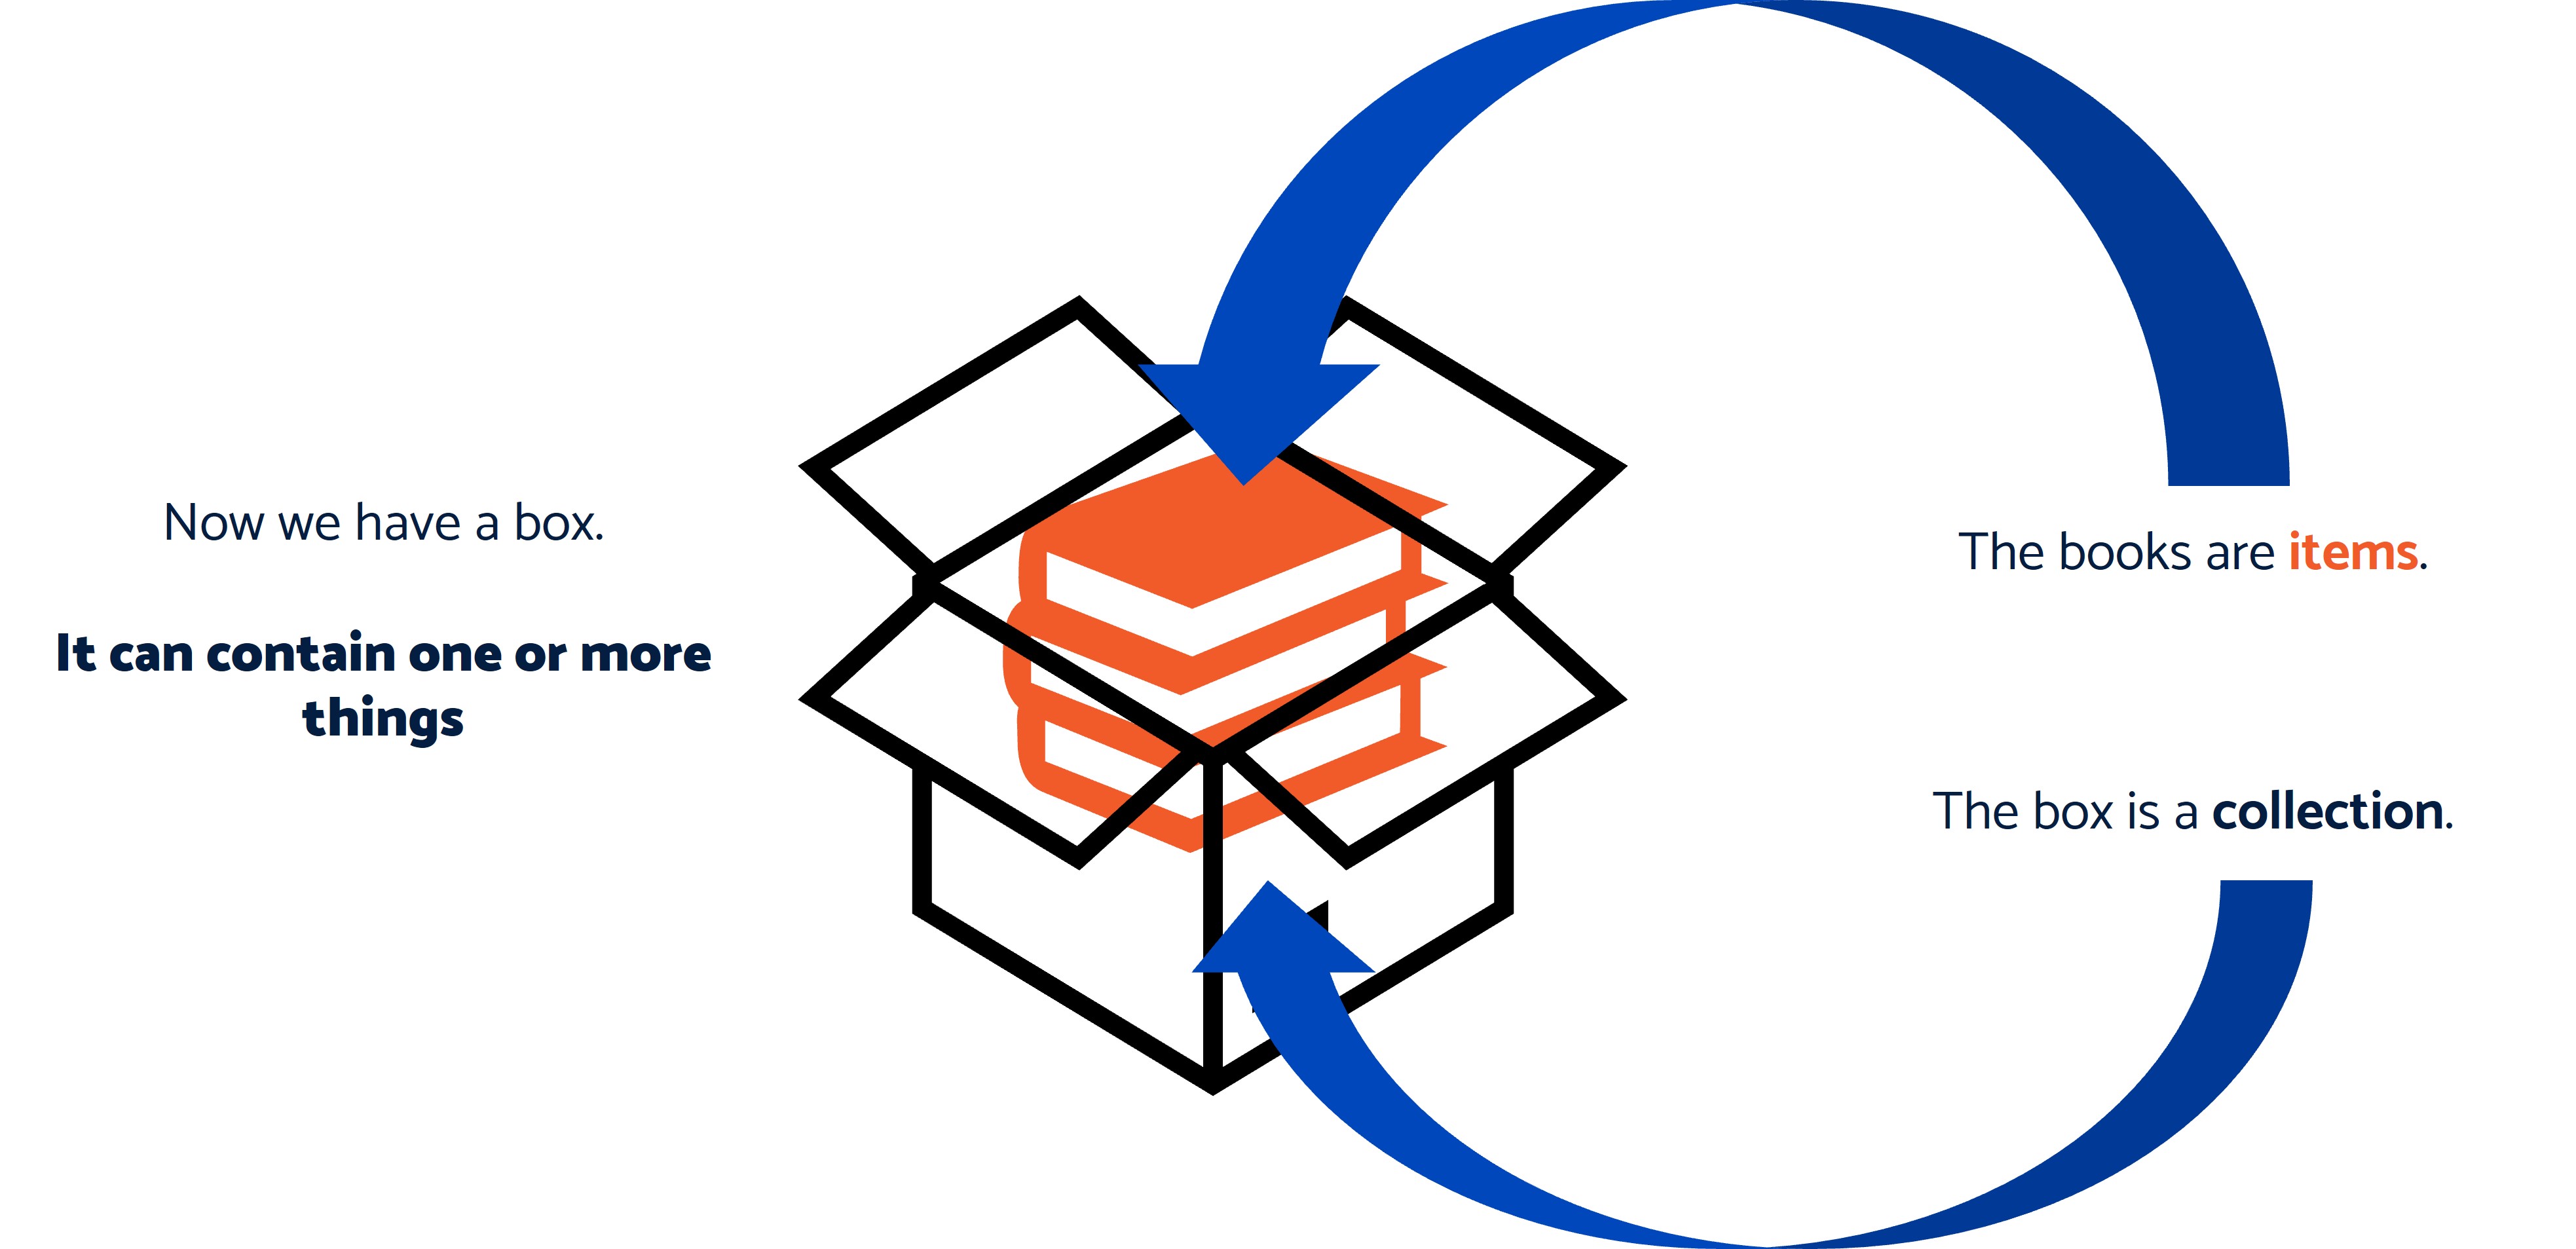 Now we have a box.
It can contain one or more
things
The books are items.
The box is a collection.